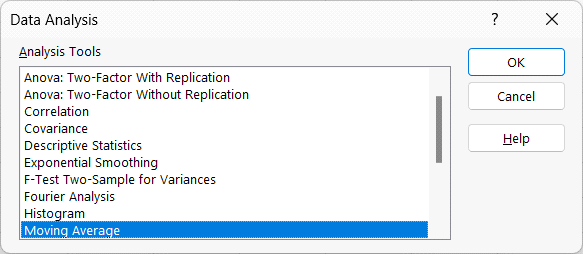 Data Analysis
?
Analysis Tools
Anova: Two-Factor With Replication
Anova: Two-Factor Without Replication
Correlation
Covariance
Descriptive Statistics
Exponential Smoothing
F-Test Two-Sample for Variances
Fourier Analysis
Histogram
Moving Average
OK
Cancel
Help